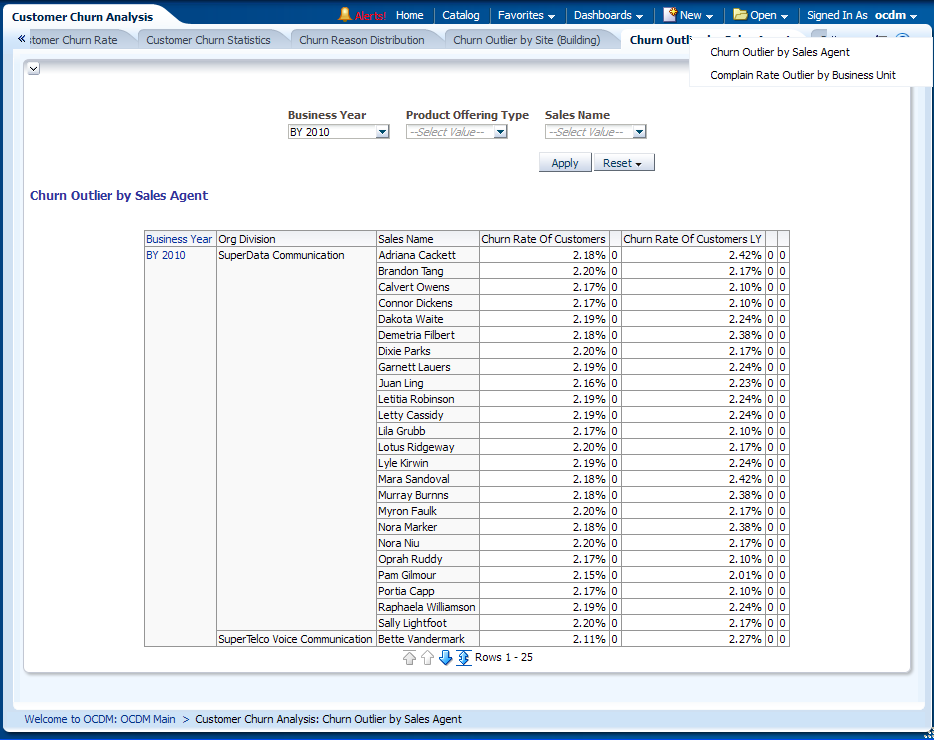 Customer Churn Analysis Alerts! Home Catalog Favorites Dashboards New Open Signed In As ocdm
« stomer Churn Rate Customer Churn Statistics Churn Reason Distribution Churn Outlier by Site (Building) Churn Outli
Churn Outlier by Sales Agent
Complain Rate Outlier by Business Unit
Business Year Product Offering Type Sales Name
BY 2010 --Select Value-- --Select Value--
Apply Reset
Churn Outlier by Sales Agent
Business Year Org Division Sales Name Churn Rate Of Customers Churn Rate Of Customers LY
BY 2010 SuperData Communication Adriana Cackett 2.18% 0 2.42% 0 0
Brandon Tang 2.20% 0 2.17% 0 0
Calvert Owens 2.17% 0 2.10% 0 0
Connor Dickens 2.17% 0 2.10% 0 0
Dakota Waite 2.19% 0 2.24% 0 0
Demetria Filbert 2.18% 0 2.38% 0 0
Dixie Parks 2.20% 0 2.17% 0 0
Garnett Lauers 2.19% 0 2.24% 0 0
Juan Ling 2.16% 0 2.23% 0 0
Letitia Robinson 2.19% 0 2.24% 0 0
Letty Cassidy 2.19% 0 2.24% 0 0
Lila Grubb 2.17% 0 2.10% 0 0
Lotus Ridgeway 2.20% 0 2.17% 0 0
Lyle Kirwin 2.19% 0 2.24% 0 0
Mara Sandoval 2.18% 0 2.42% 0 0
Murray Burnns 2.18% 0 2.38% 0 0
Myron Faulk 2.20% 0 2.17% 0 0
Nora Marker 2.18% 0 2.38% 0 0
Nora Niu 2.20% 0 2.17% 0 0
Oprah Ruddy 2.17% 0 2.10% 0 0
Pam Gilmour 2.15% 0 2.01% 0 0
Portia Capp 2.17% 0 2.10% 0 0
Raphaela Williamson 2.19% 0 2.24% 0 0
Sally Lightfoot 2.20% 0 2.17% 0 0
SuperTelco Voice Communication Bette Vandermark 2.11% 0 2.27% 0 0
Rows 1 - 25
Welcome to OCDM: OCDM Main > Customer Churn Analysis: Churn Outlier by Sales Agent